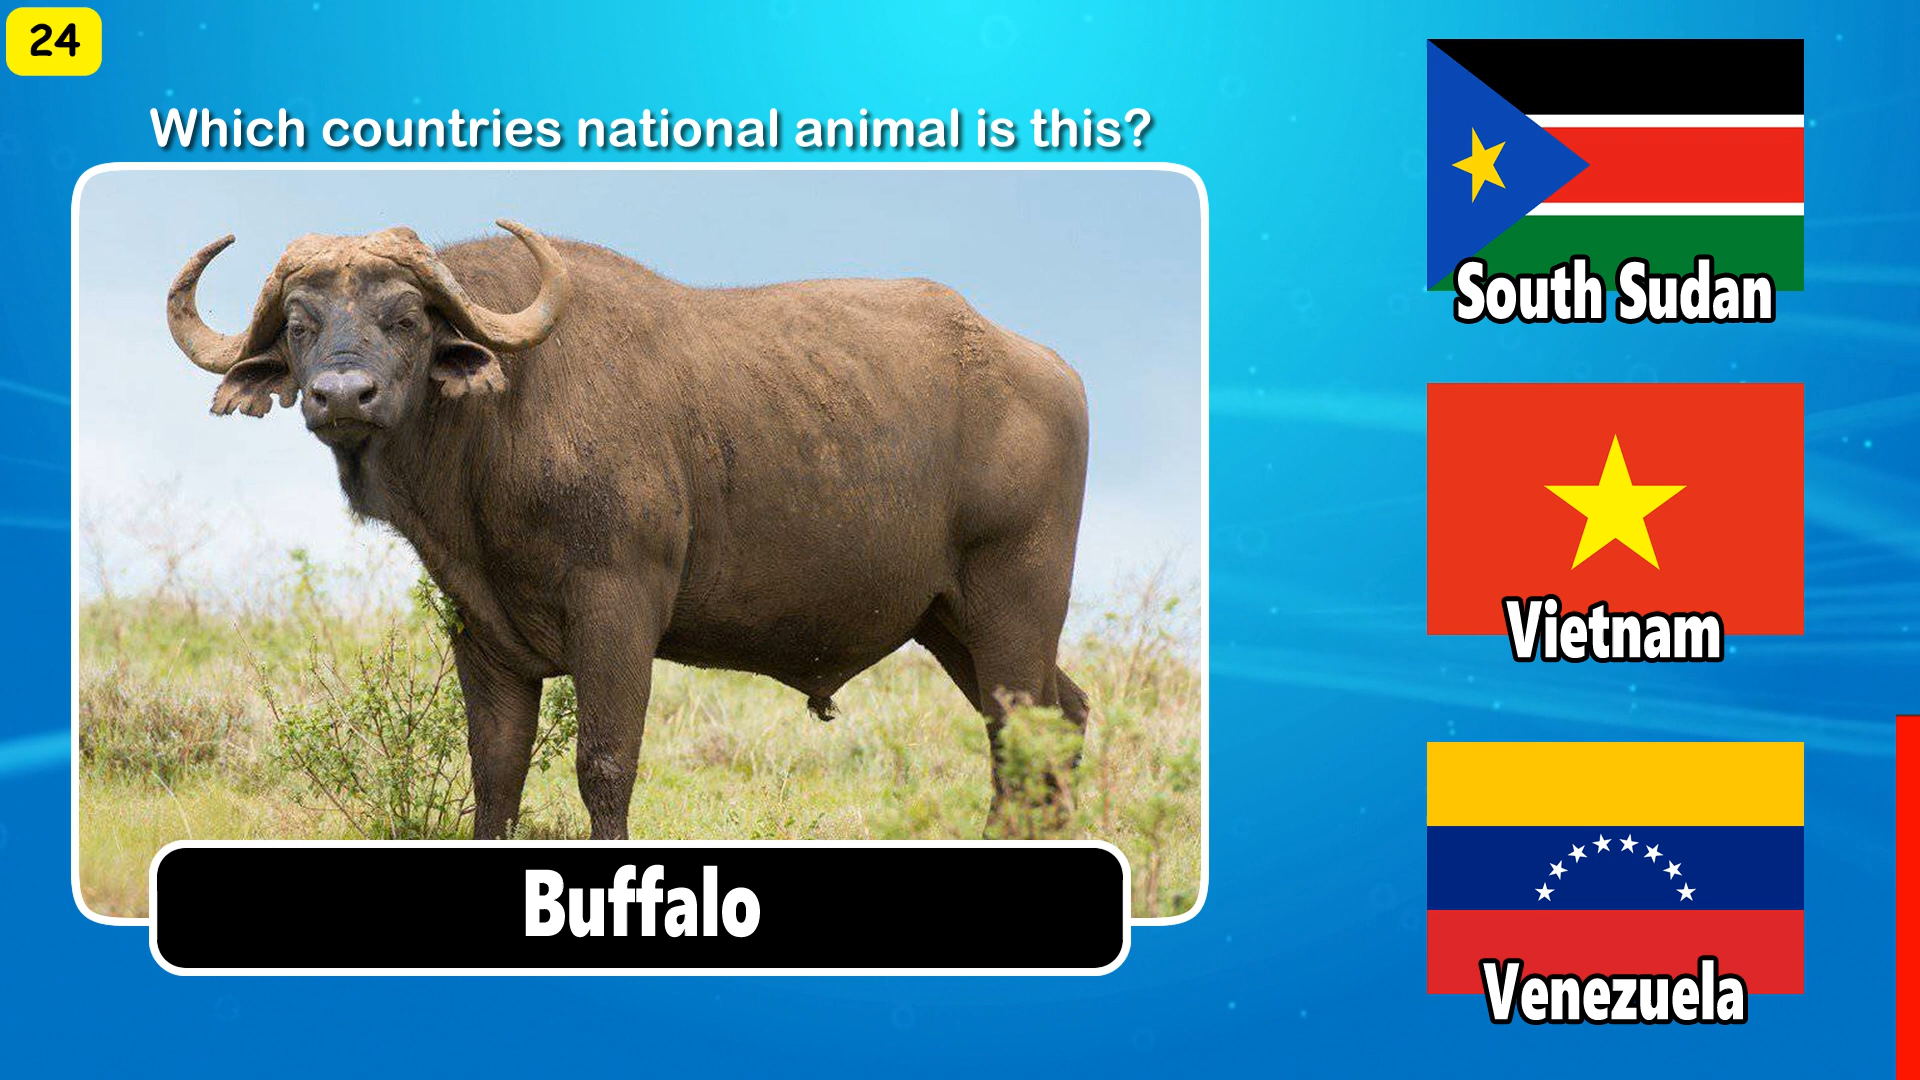 24
Which countries national animal is this?
South Sudan
Vietnam
Venezuela
Buffalo